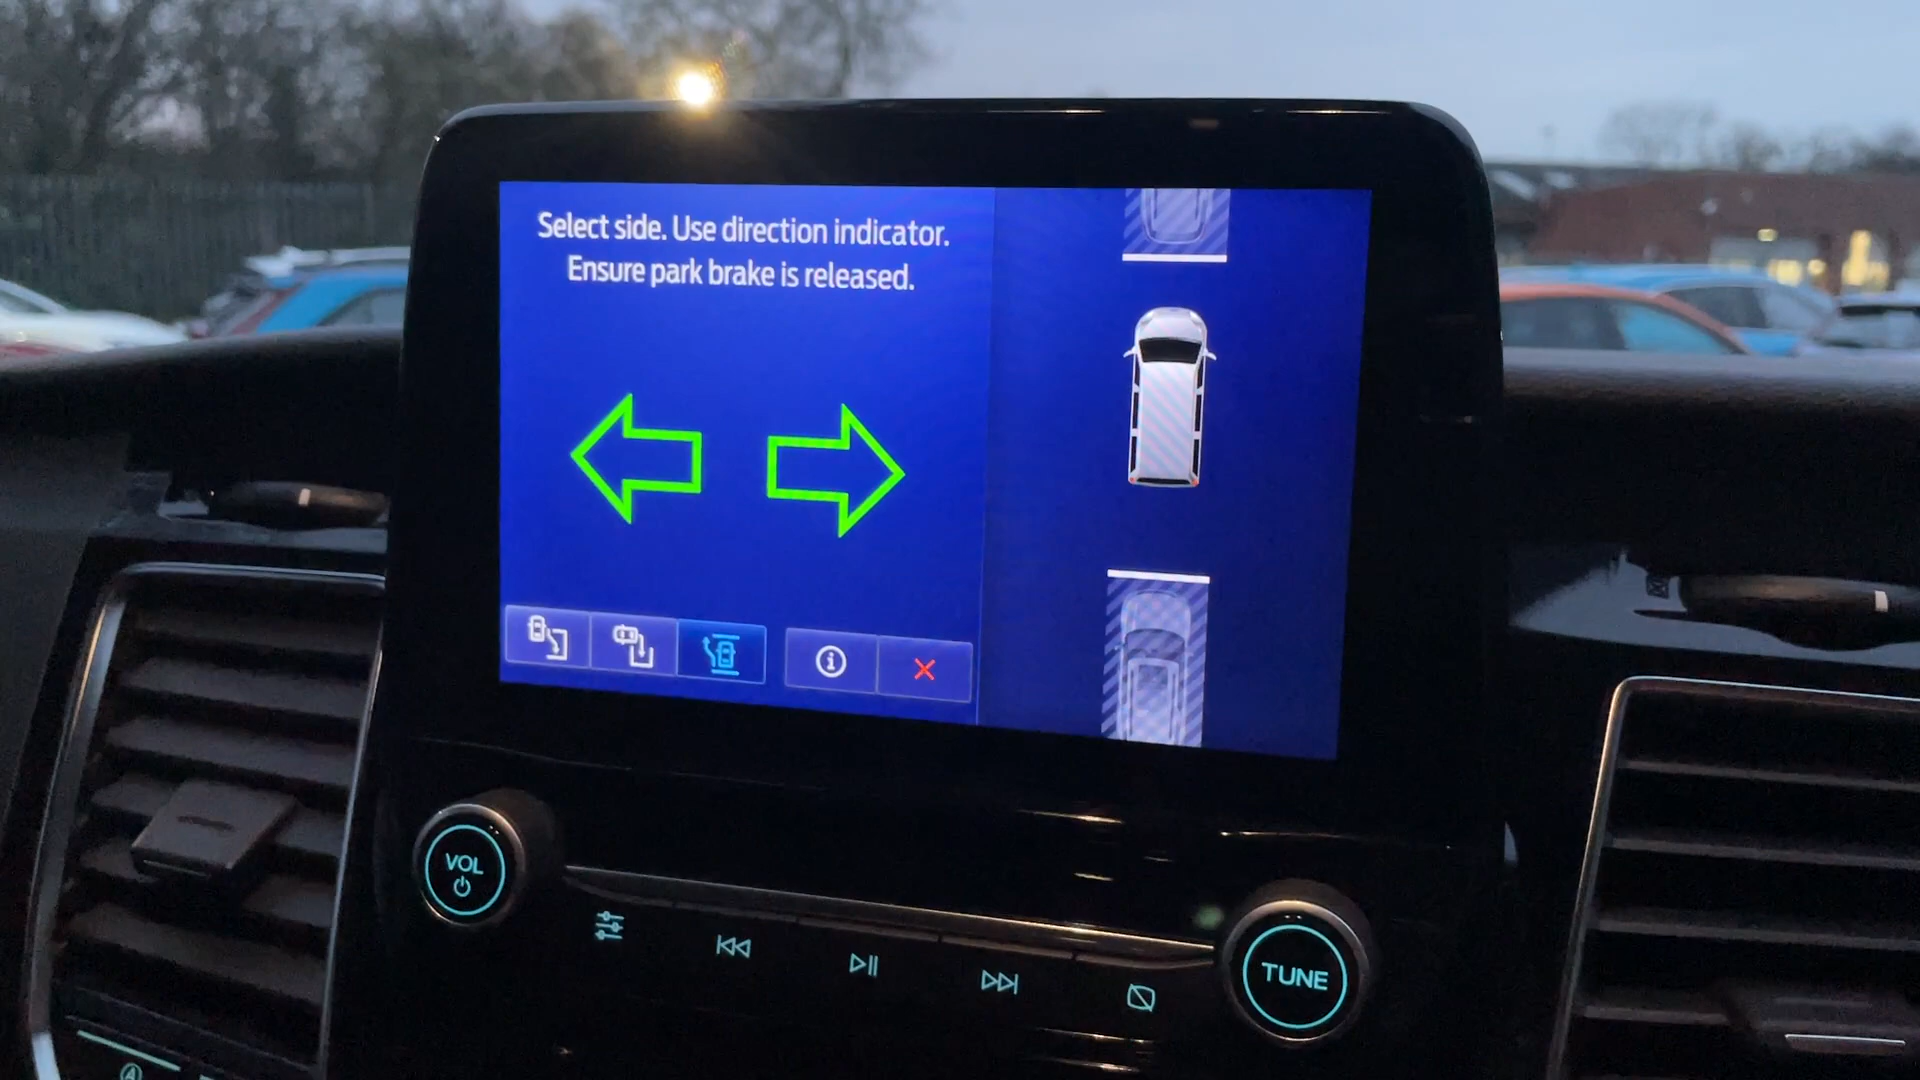 Select side. Use direction indicator.
Ensure park brake is released.
VOL
TUNE
A